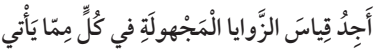 أَجِدُ قِياسَ الزَّوايا الْمَجْهولَةِ في كُلٍّ مِمّا يَأْتي